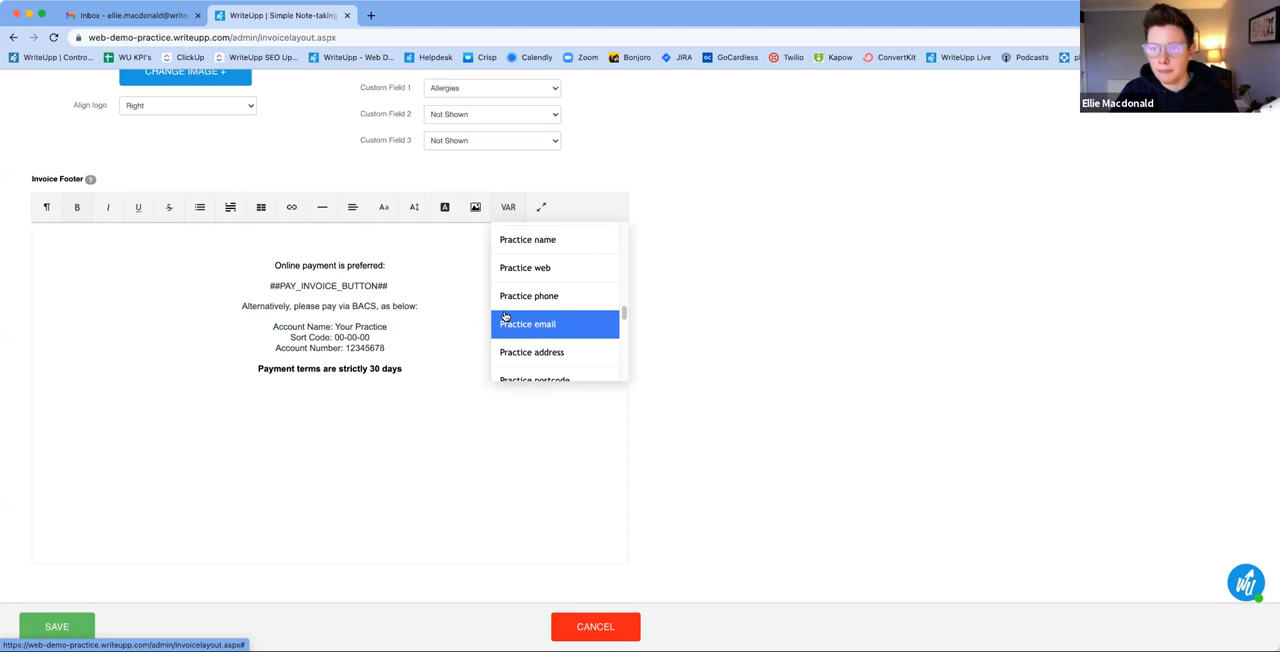 Inbox - ellie.macdonald@write
WriteUpp | Simple Note-taking
web-demo-practice.writeupp.com/admin/invoicelayout.aspx
WriteUpp | Contro...
WU KPI's
ClickUp
WriteUpp SEO Up...
WriteUpp - Web D...
Helpdesk
Crisp
Calendly
Zoom
Bonjoro
JIRA
GC
GoCardless
Twilio
Kapow
ConvertKit
WriteUpp Live
Podcasts
Ellie Macdonald
CHANGE IMAGE +
Custom Field 1
Allergies
Align logo
Right
Custom Field 2
Not Shown
Custom Field 3
Not Shown
Invoice Footer ?
¶ B I U S Aa A A VAR
Online payment is preferred:
##PAY_INVOICE_BUTTON##
Alternatively, please pay via BACS, as below:
Account Name: Your Practice
Sort Code: 00-00-00
Account Number: 12345678
Payment terms are strictly 30 days
Practice name
Practice web
Practice phone
Practice email
Practice address
Practice postcode
SAVE
CANCEL
https://web-demo-practice.writeupp.com/admin/invoicelayout.aspx#